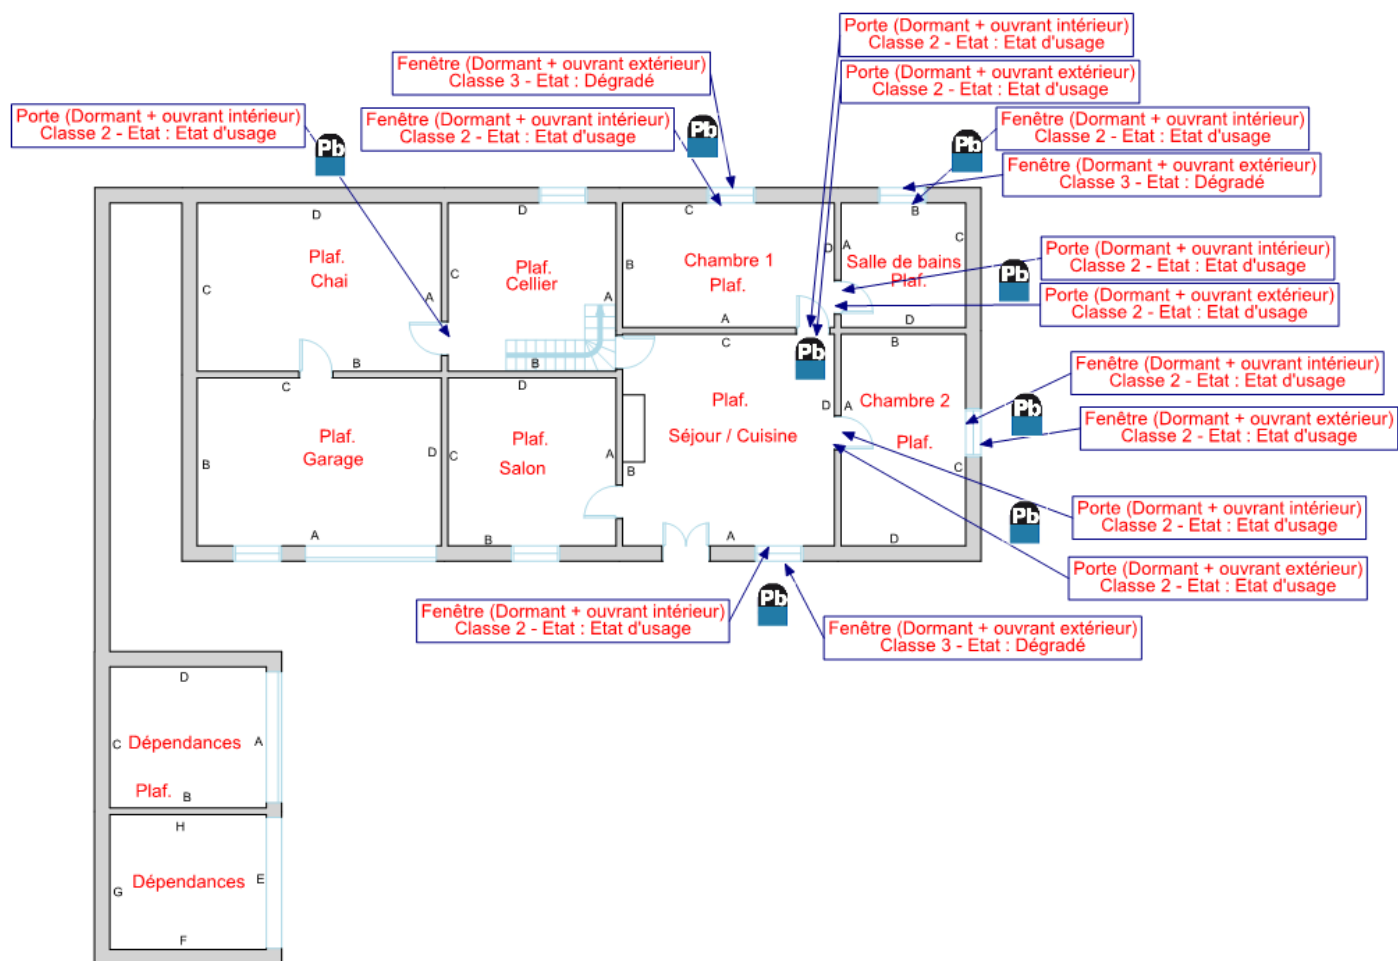 Porte (Dormant + ouvrant intérieur)
Classe 2 - Etat : Etat d'usage
Fenêtre (Dormant + ouvrant extérieur)
Classe 3 - Etat : Dégradé
Porte (Dormant + ouvrant extérieur)
Classe 2 - Etat : Etat d'usage
Porte (Dormant + ouvrant intérieur)
Classe 2 - Etat : Etat d'usage
Fenêtre (Dormant + ouvrant intérieur)
Classe 2 - Etat : Etat d'usage
Fenêtre (Dormant + ouvrant intérieur)
Classe 2 - Etat : Etat d'usage
Pb
Pb
Pb
Fenêtre (Dormant + ouvrant extérieur)
Classe 3 - Etat : Dégradé
D
D
C
B
Plaf.
Chai
C
A
Plaf.
Cellier
C
A
B
B
Chambre 1
Plaf.
B
D
A
A
Salle de bains
Plaf.
C
D
Pb
Porte (Dormant + ouvrant intérieur)
Classe 2 - Etat : Etat d'usage
Porte (Dormant + ouvrant extérieur)
Classe 2 - Etat : Etat d'usage
C
Pb
B
C
D
Fenêtre (Dormant + ouvrant intérieur)
Classe 2 - Etat : Etat d'usage
Plaf.
Garage
B
D
A
Plaf.
Salon
C
A
B
Plaf.
Séjour / Cuisine
B
D
A
Chambre 2
Plaf.
A
C
D
Pb
Fenêtre (Dormant + ouvrant extérieur)
Classe 2 - Etat : Etat d'usage
Porte (Dormant + ouvrant intérieur)
Classe 2 - Etat : Etat d'usage
Pb
Porte (Dormant + ouvrant extérieur)
Classe 2 - Etat : Etat d'usage
Fenêtre (Dormant + ouvrant intérieur)
Classe 2 - Etat : Etat d'usage
Pb
Fenêtre (Dormant + ouvrant extérieur)
Classe 3 - Etat : Dégradé
D
C
Dépendances
A
Plaf.
B
H
G
Dépendances
E
F